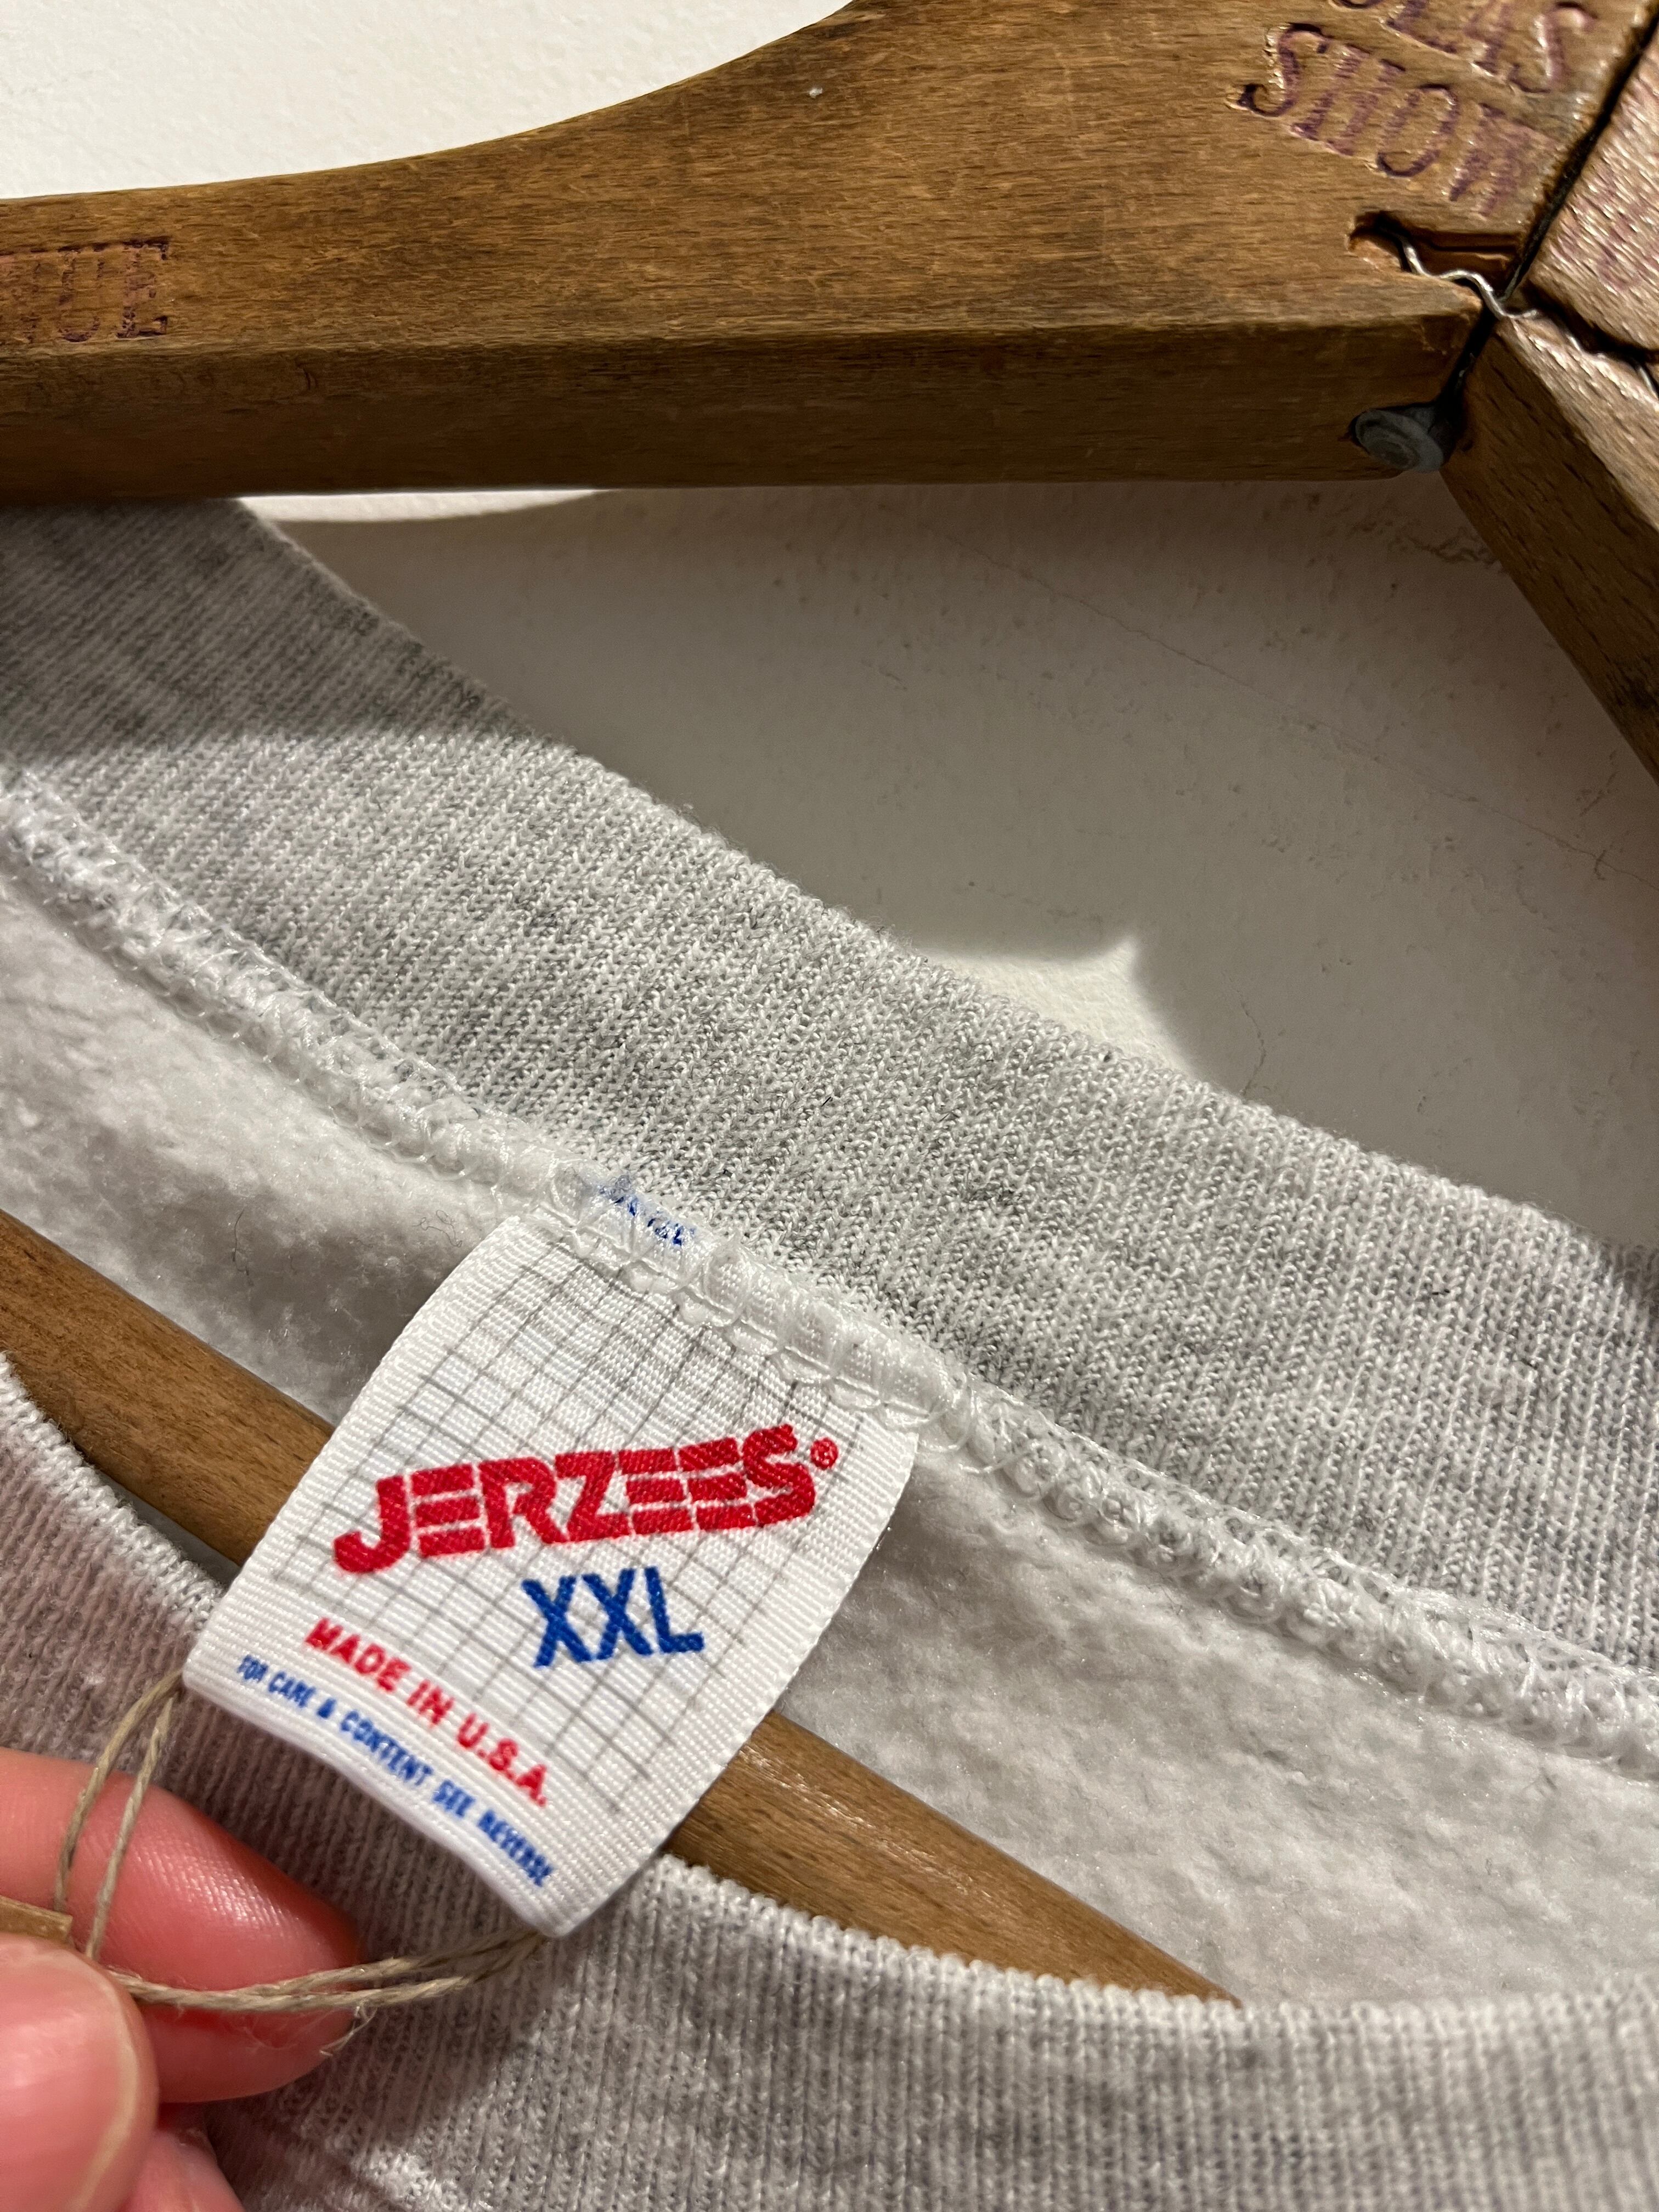 SHOW
JERZEES®
XXL
MADE IN U.S.A.
FOR CARE & CONTENT SEE REVERSE